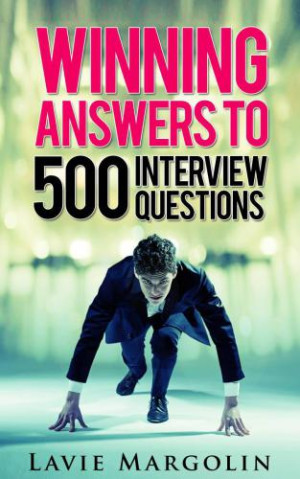 WINNING
ANSWERS TO
500 INTERVIEW
QUESTIONS
LAVIE MARGOLIN